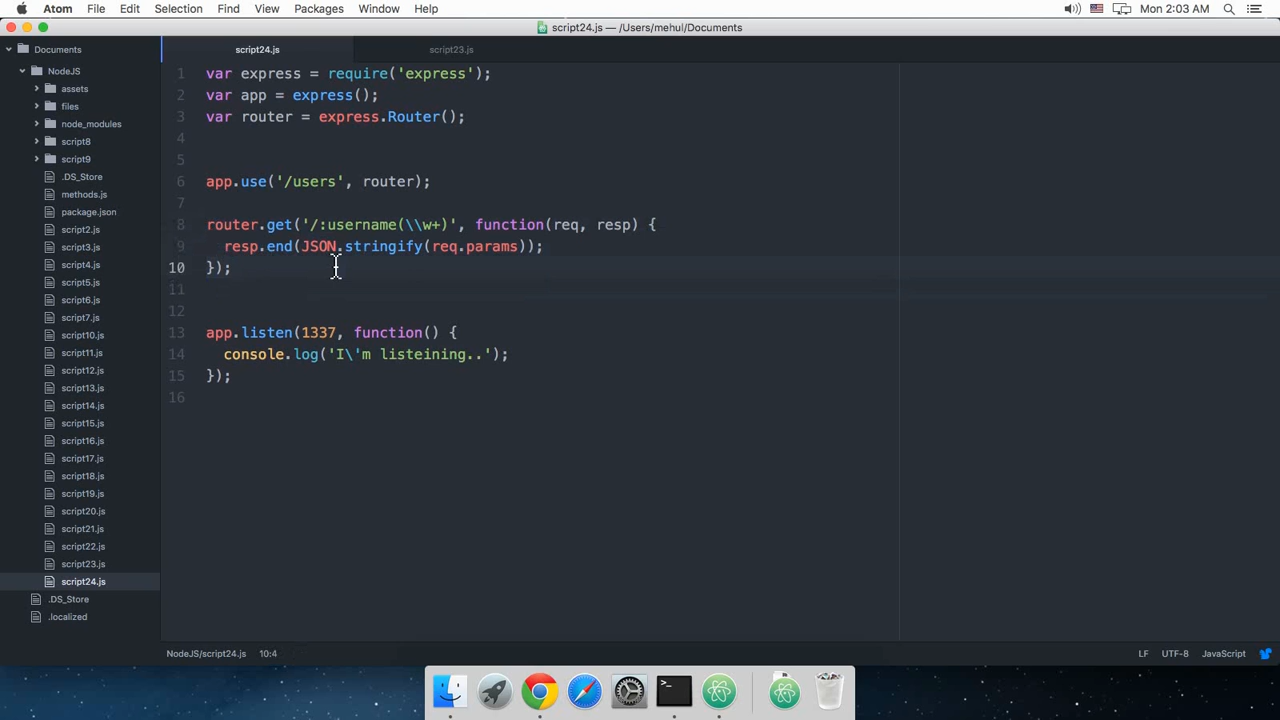 Atom File Edit Selection Find View Packages Window Help Mon 2:03 AM
script24.js — /Users/mehul/Documents
Documents
NodeJS
assets
files
node_modules
script8
script9
.DS_Store
methods.js
package.json
script2.js
script3.js
script4.js
script5.js
script6.js
script7.js
script10.js
script11.js
script12.js
script13.js
script14.js
script15.js
script16.js
script17.js
script18.js
script19.js
script20.js
script21.js
script22.js
script23.js
script24.js
.DS_Store
.localized
script24.js script23.js
1 var express = require('express');
2 var app = express();
3 var router = express.Router();
4
5
6 app.use('/users', router);
7
8 router.get('/:username(\\w+)', function(req, resp) {
9 resp.end(JSON.stringify(req.params));
10 });
11
12
13 app.listen(1337, function() {
14 console.log('I\'m listeining..');
15 });
16
NodeJS/script24.js 10:4 LF UTF-8 JavaScript